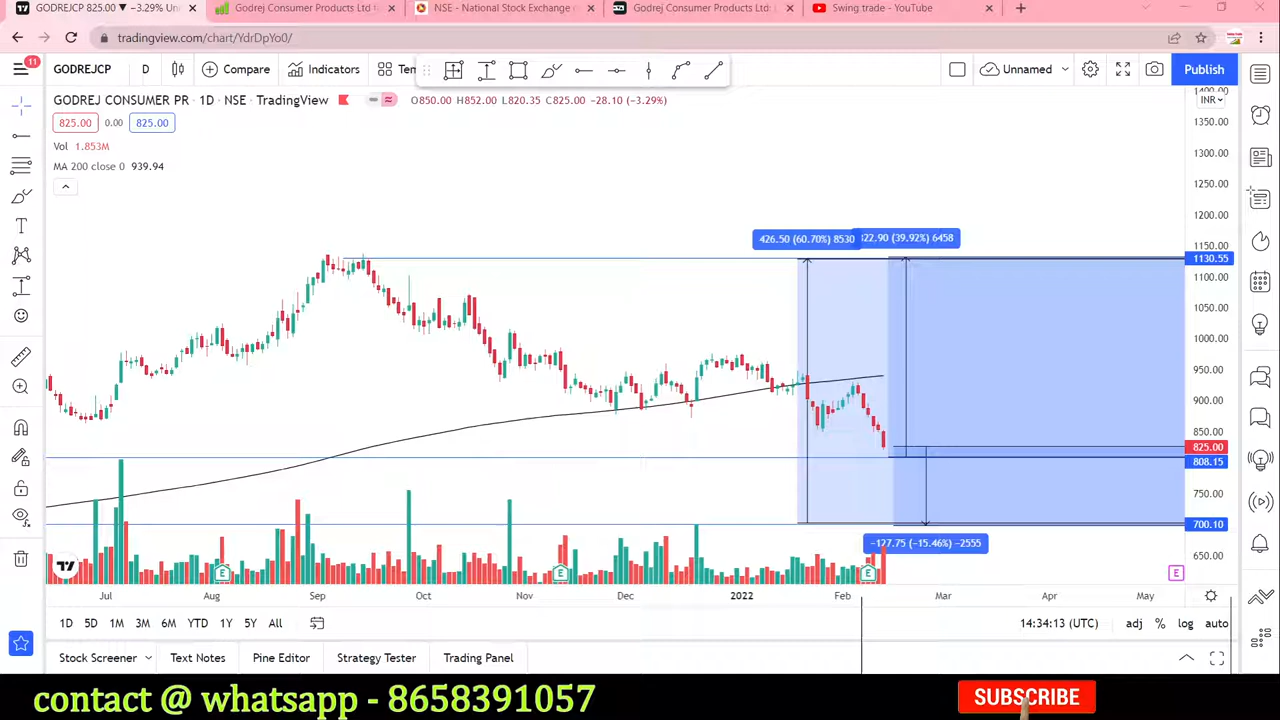 GODREJCP 825.00 ▼ −3.29% Un
Godrej Consumer Products Ltd
NSE - National Stock Exchange o
Godrej Consumer Products Ltd:
Swing trade - YouTube
tradingview.com/chart/YdrDpYo0/
11
GODREJCP
D
Compare
Indicators
Tem
Unnamed
Publish
GODREJ CONSUMER PR · 1D · NSE · TradingView
O850.00 H852.00 L820.35 C825.00 −28.10 (−3.29%)
INR
825.00 0.00 825.00
Vol 1.853M
MA 200 close 0 939.94
1400.00
1350.00
1300.00
1250.00
1200.00
1150.00
426.50 (60.70%) 8530
22.90 (39.92%) 6458
1130.55
1100.00
1050.00
1000.00
950.00
900.00
850.00
825.00
808.15
750.00
700.10
650.00
−127.75 (−15.46%) −2555
E
E
E
E
Jul Aug Sep Oct Nov Dec 2022 Feb Mar Apr May
1D 5D 1M 3M 6M YTD 1Y 5Y All
14:34:13 (UTC) adj % log auto
Stock Screener Text Notes Pine Editor Strategy Tester Trading Panel
contact @ whatsapp - 8658391057
SUBSCRIBE